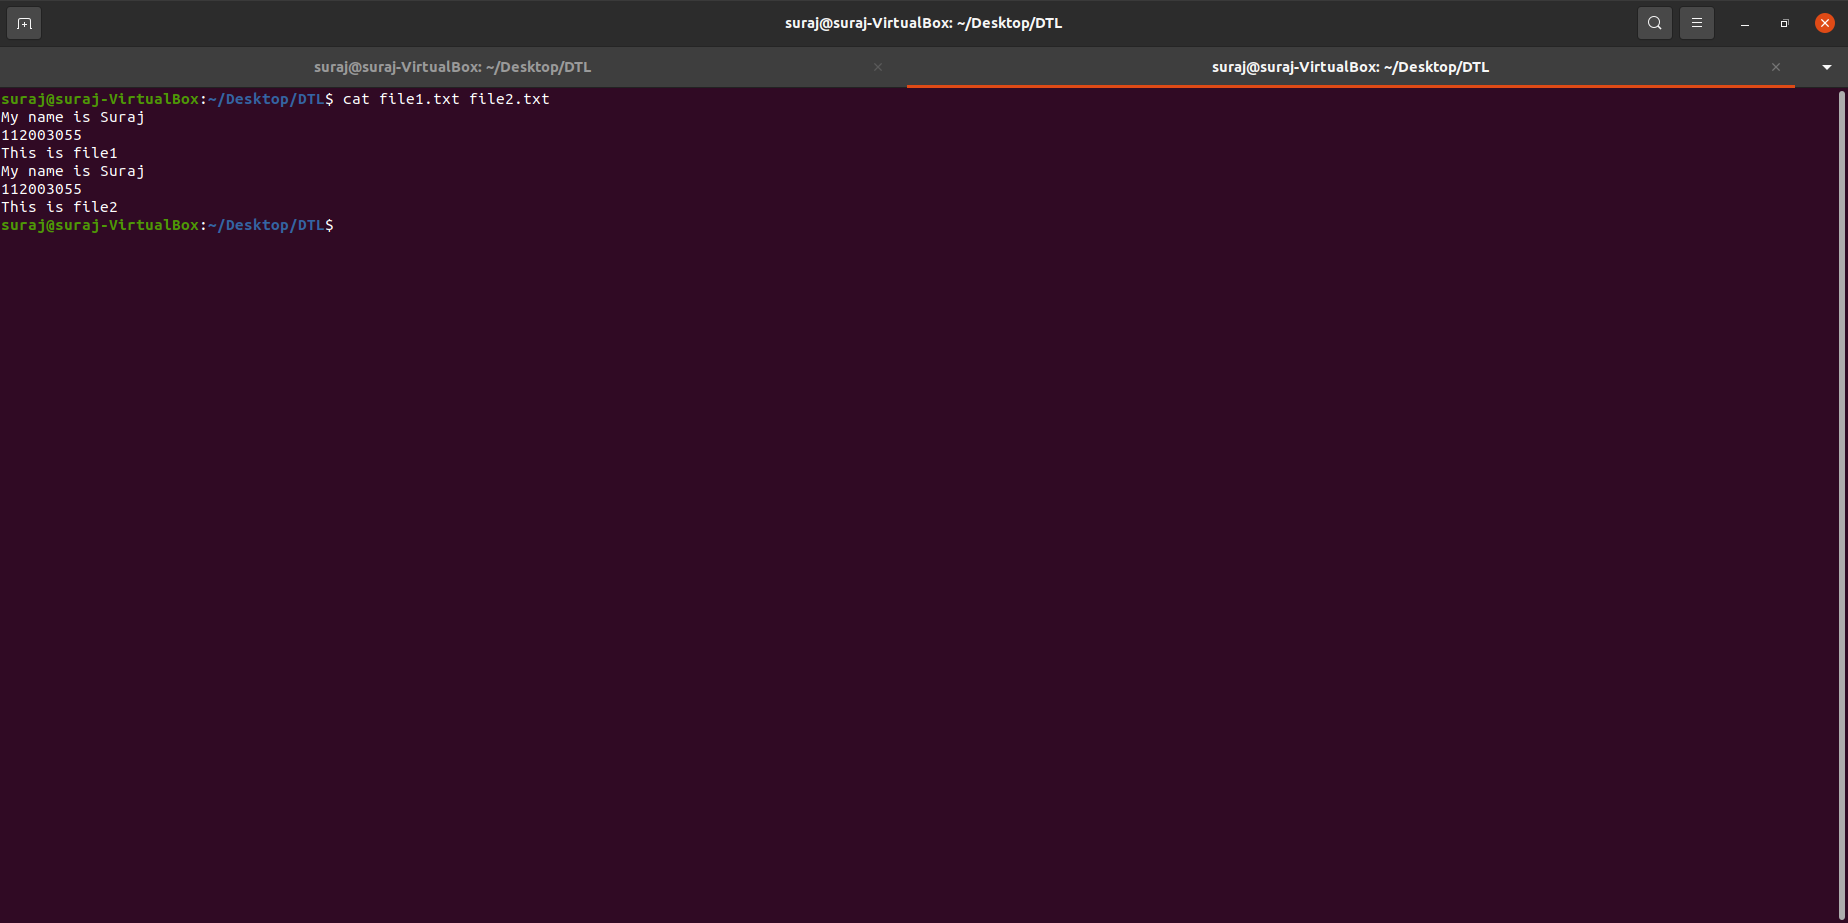 suraj@suraj-VirtualBox: ~/Desktop/DTL
suraj@suraj-VirtualBox: ~/Desktop/DTL
suraj@suraj-VirtualBox: ~/Desktop/DTL
suraj@suraj-VirtualBox:~/Desktop/DTL$ cat file1.txt file2.txt
My name is Suraj
112003055
This is file1
My name is Suraj
112003055
This is file2
suraj@suraj-VirtualBox:~/Desktop/DTL$